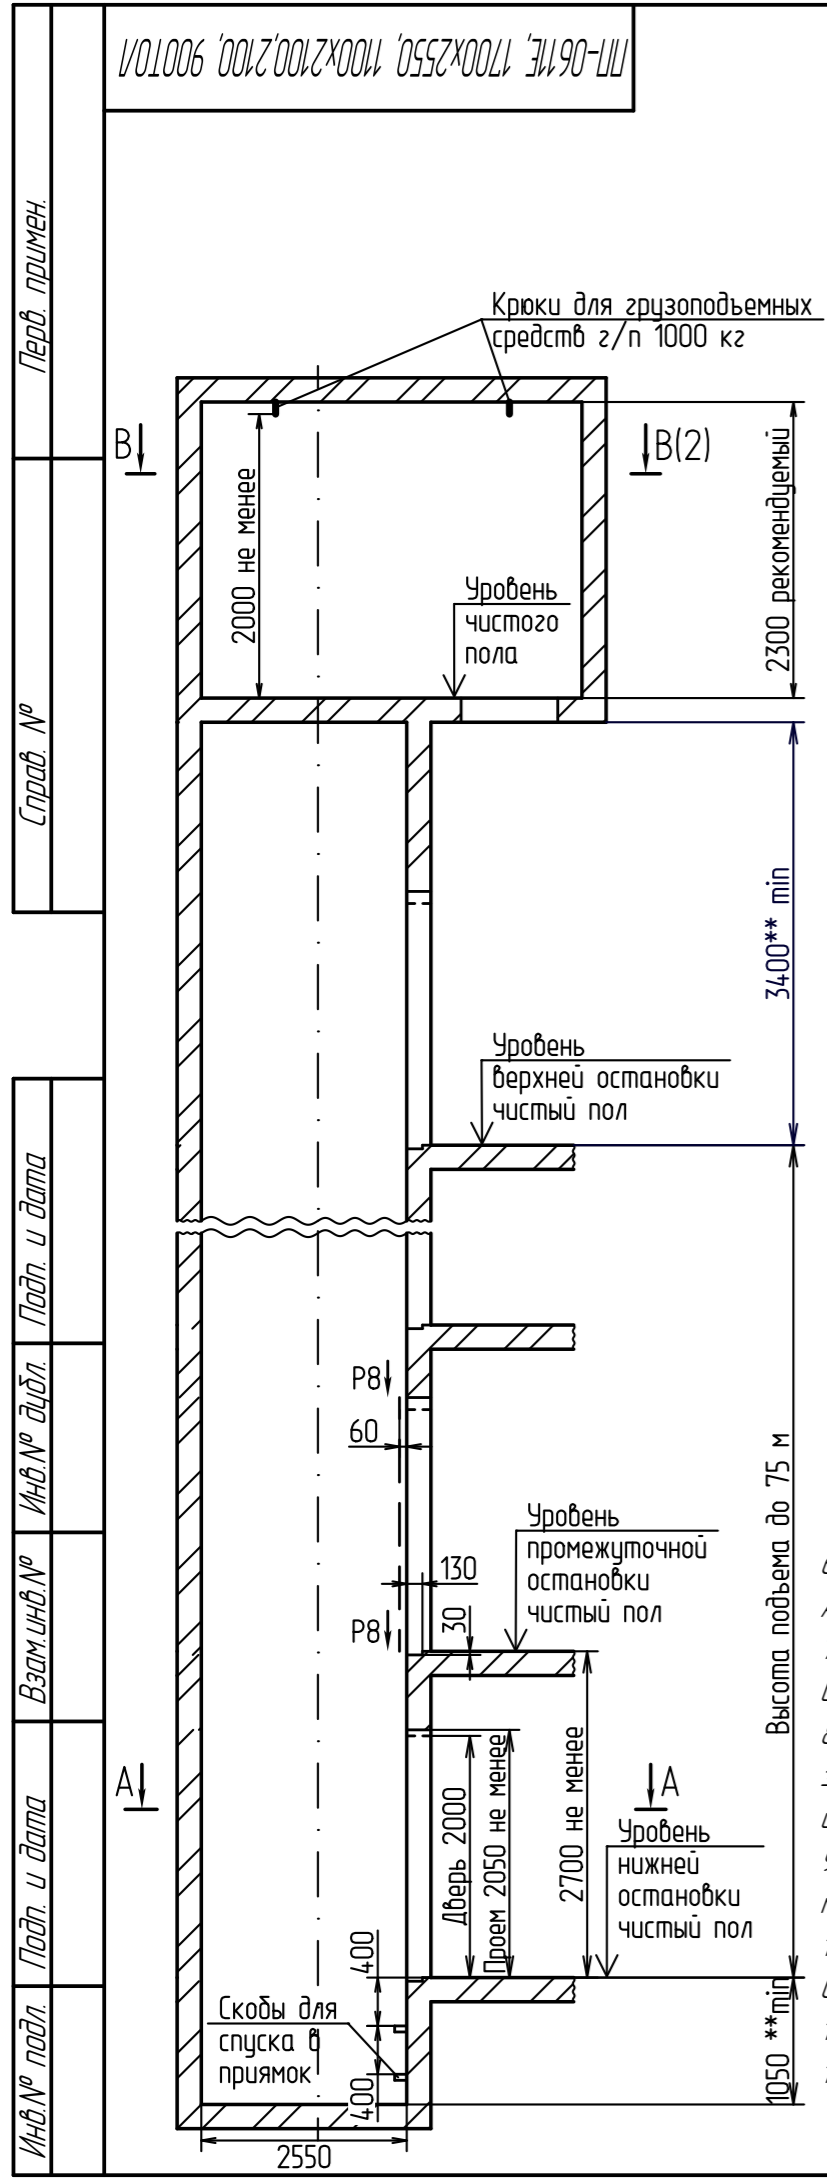 ПП-0611Е, 1700х2550, 1100х2100,2100, 900ТОЛ
Перв. примен.
Справ. №
Подп. и дата
Инв.№ дубл.
Взам.инв.№
Подп. и дата
Инв.№ подл.
Крюки для грузоподъемных
средств г/п 1000 кг
В
В(2)
2000 не менее
2300 рекомендуемый
Уровень
чистого
пола
3400** min
Уровень
верхней остановки
чистый пол
Р8
60
Высота подъема до 75 м
Уровень
промежуточной
остановки
чистый пол
130
30
Р8
А
А
Дверь 2000
Проем 2050 не менее
2700 не менее
Уровень
нижней
остановки
чистый пол
400
Скобы для
спуска в
приямок
400
1050 **min
2550